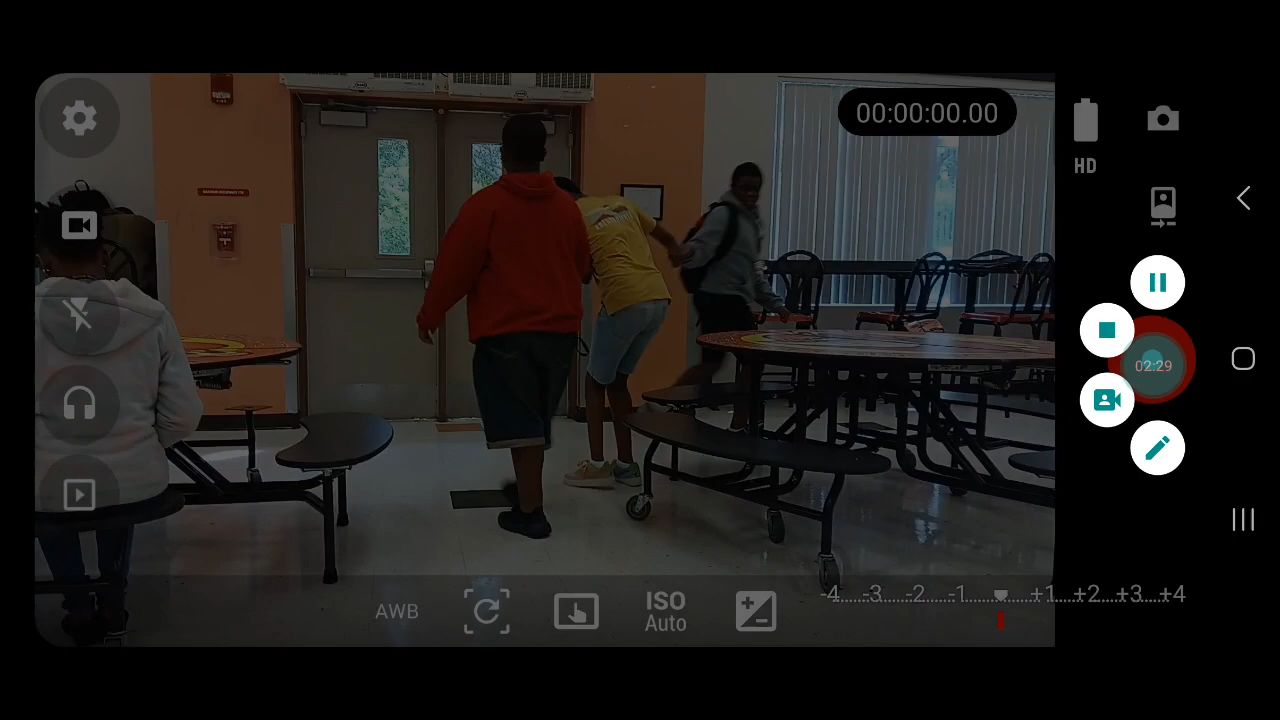 00:00:00.00
HD
02:29
-4 -3 -2 -1 +1 +2 +3 +4
AWB
ISO
Auto